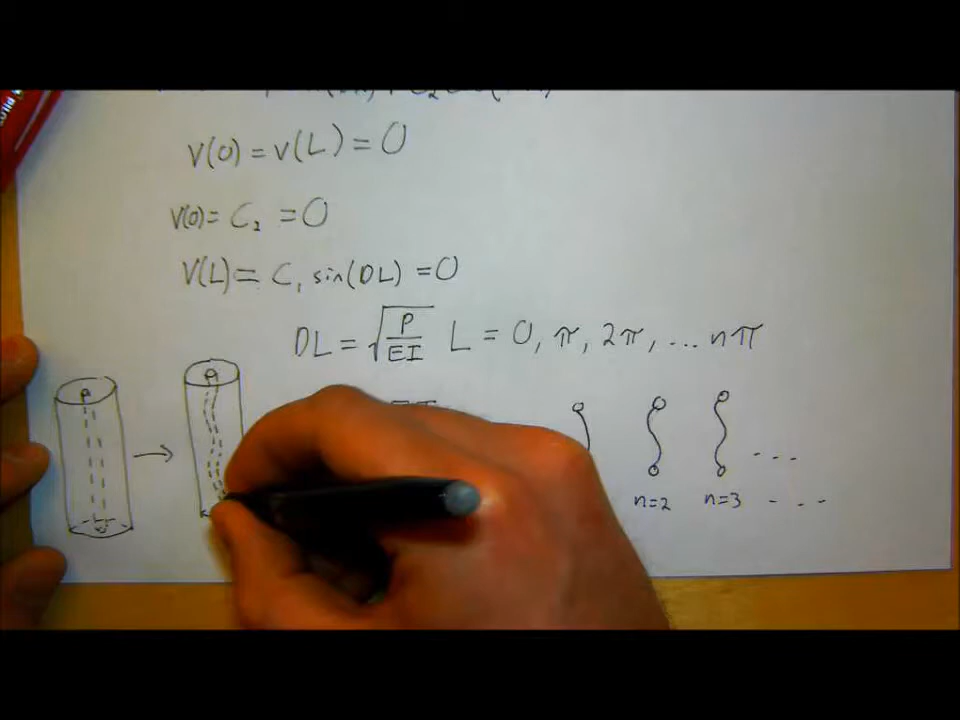 V(0) = V(L) = 0
V(0) = C₂ = 0
V(L) = C₁ sin(DL) = 0
DL = √(P/EI) L = 0, π, 2π, ... nπ
n=2 n=3 - . -